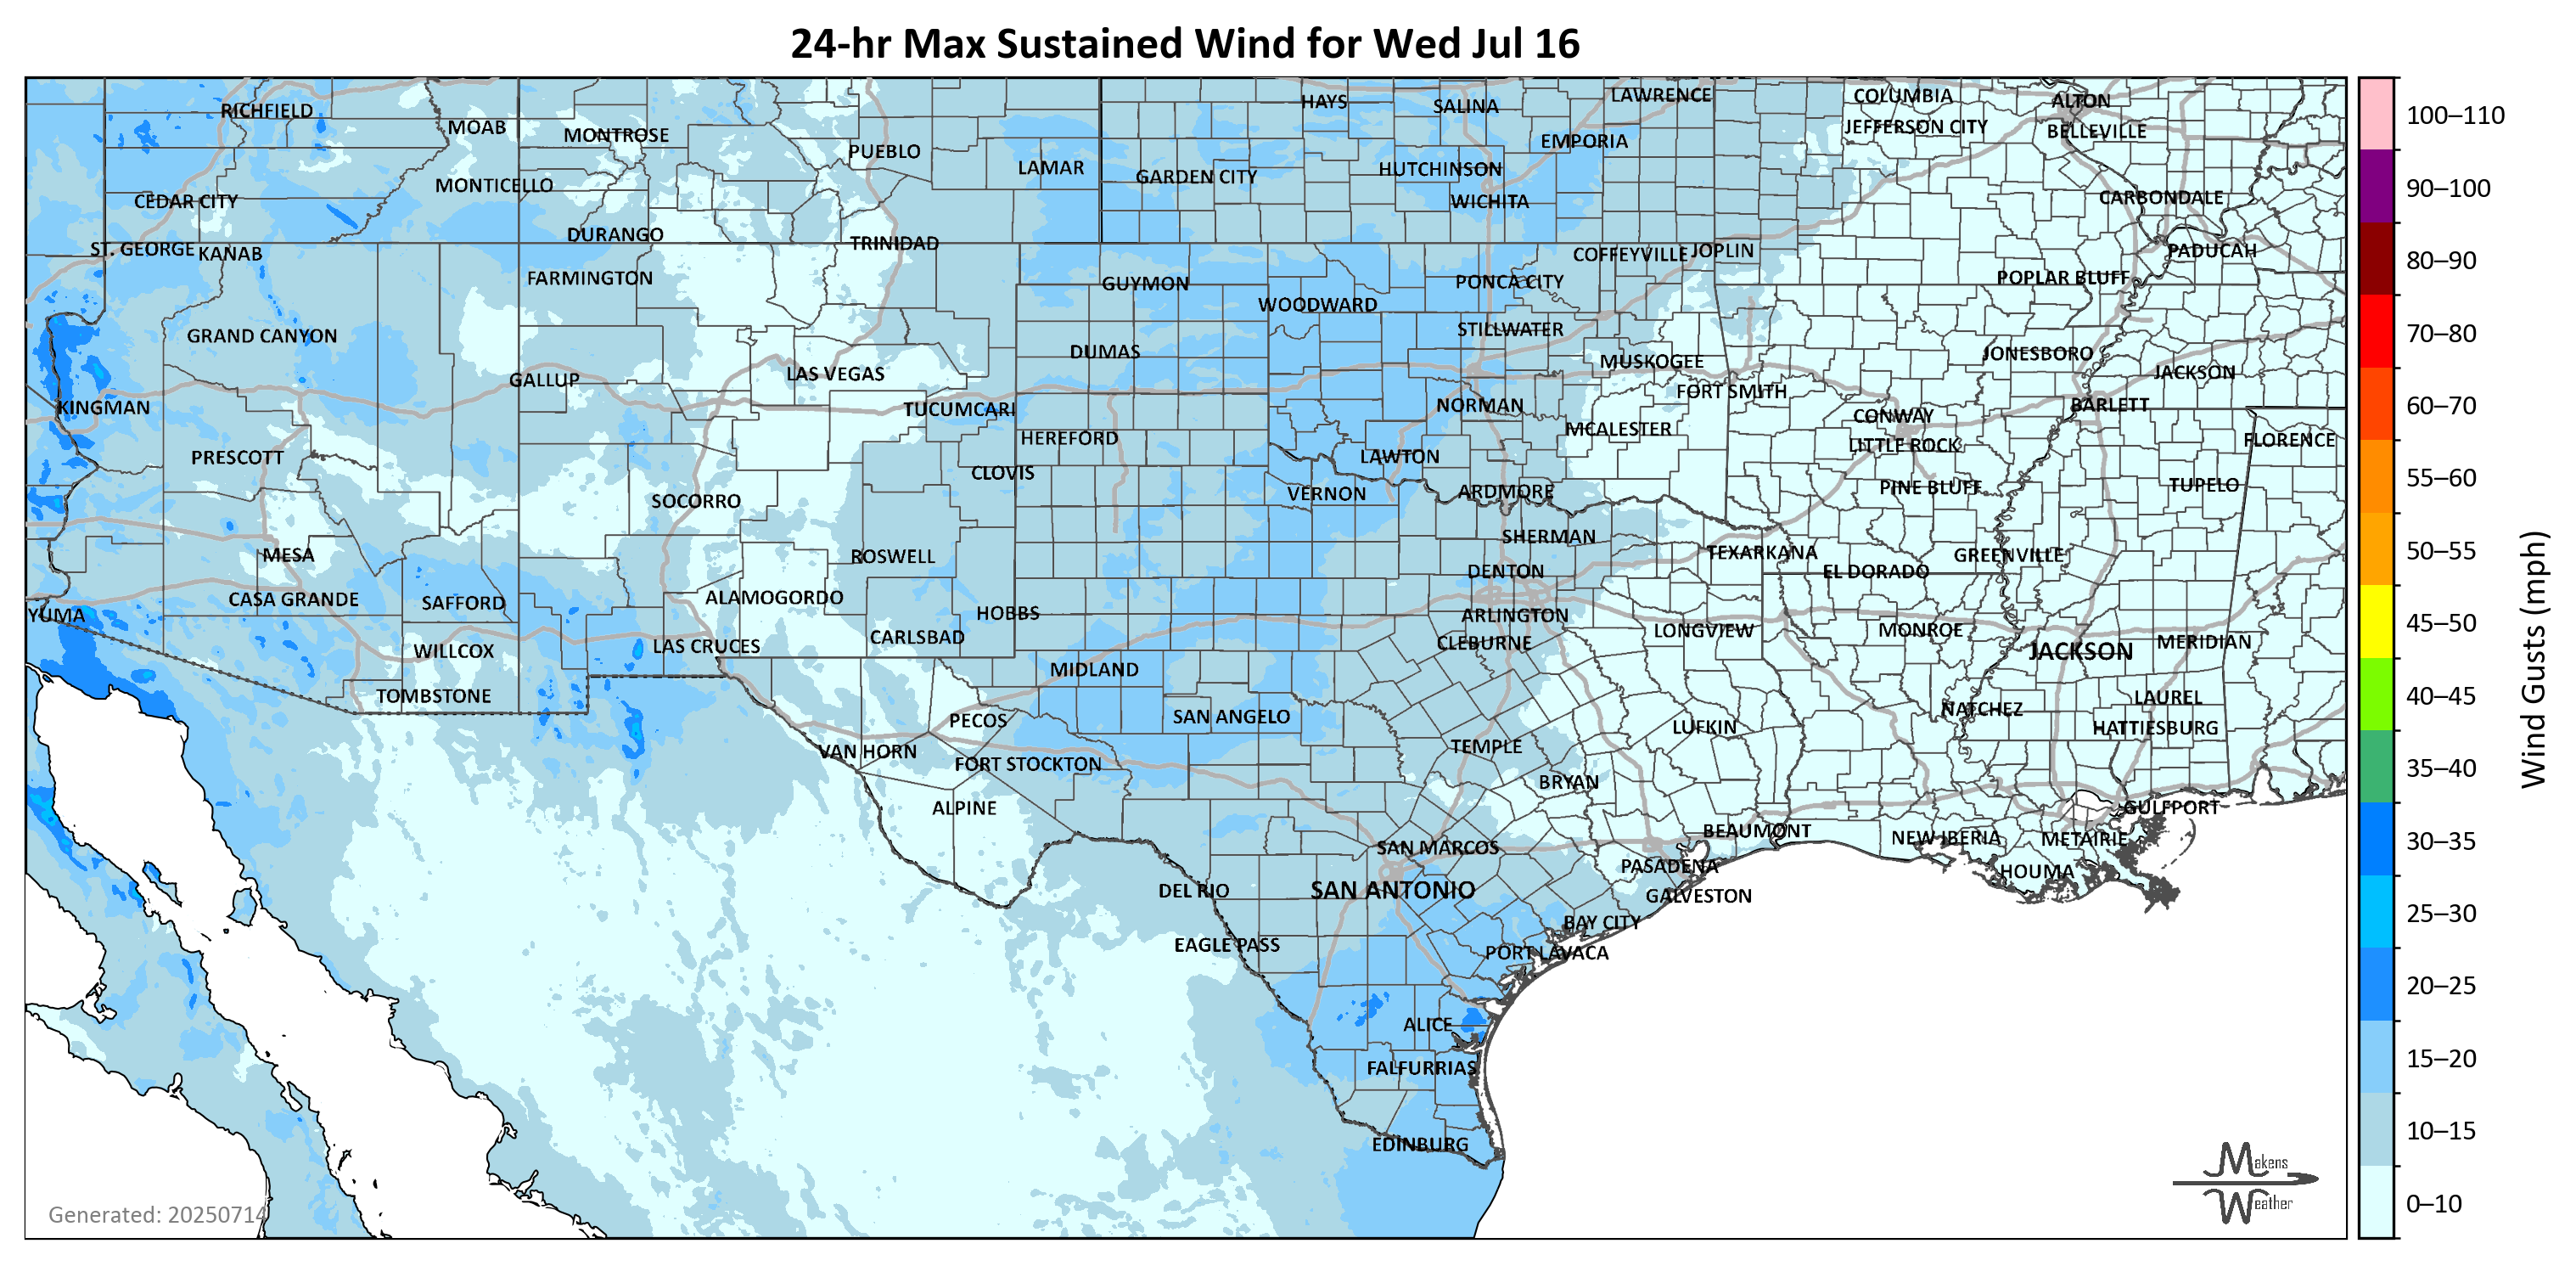 24-hr Max Sustained Wind for Wed Jul 16
RICHFIELD
MOAB
MONTROSE
PUEBLO
LAMAR
HAYS
SALINA
LAWRENCE
COLUMBIA
ALTON
GARDEN CITY
HUTCHINSON
EMPORIA
JEFFERSON CITY
BELLEVILLE
CEDAR CITY
MONTICELLO
WICHITA
CARBONDALE
ST. GEORGE
KANAB
DURANGO
TRINIDAD
COFFEYVILLE
JOPLIN
PADUCAH
FARMINGTON
GUYMON
PONCA CITY
POPLAR BLUFF
WOODWARD
GRAND CANYON
DUMAS
STILLWATER
JONESBORO
GALLUP
LAS VEGAS
MUSKOGEE
FORT SMITH
JACKSON
KINGMAN
TUCUMCARI
NORMAN
CONWAY
BARLETT
HEREFORD
MCALESTER
LITTLE ROCK
FLORENCE
PRESCOTT
CLOVIS
LAWTON
SOCORRO
VERNON
ARDMORE
PINE BLUFF
TUPELO
MESA
ROSWELL
SHERMAN
TEXARKANA
GREENVILLE
DENTON
EL DORADO
CASA GRANDE
SAFFORD
ALAMOGORDO
HOBBS
ARLINGTON
YUMA
WILLCOX
LAS CRUCES
CARLSBAD
CLEBURNE
LONGVIEW
MONROE
JACKSON
MERIDIAN
TOMBSTONE
MIDLAND
PECOS
SAN ANGELO
LUFKIN
NATCHEZ
LAUREL
HATTIESBURG
VAN HORN
FORT STOCKTON
TEMPLE
ALPINE
BRYAN
GULFPORT
SAN MARCOS
BEAUMONT
NEW IBERIA
METAIRIE
DEL RIO
SAN ANTONIO
PASADENA
HOUMA
GALVESTON
EAGLE PASS
BAY CITY
PORT LAVACA
ALICE
FALFURRIAS
EDINBURG
Generated: 20250714
Makens
Weather
100–110
90–100
80–90
70–80
60–70
55–60
50–55
45–50
40–45
35–40
30–35
25–30
20–25
15–20
10–15
0–10
Wind Gusts (mph)